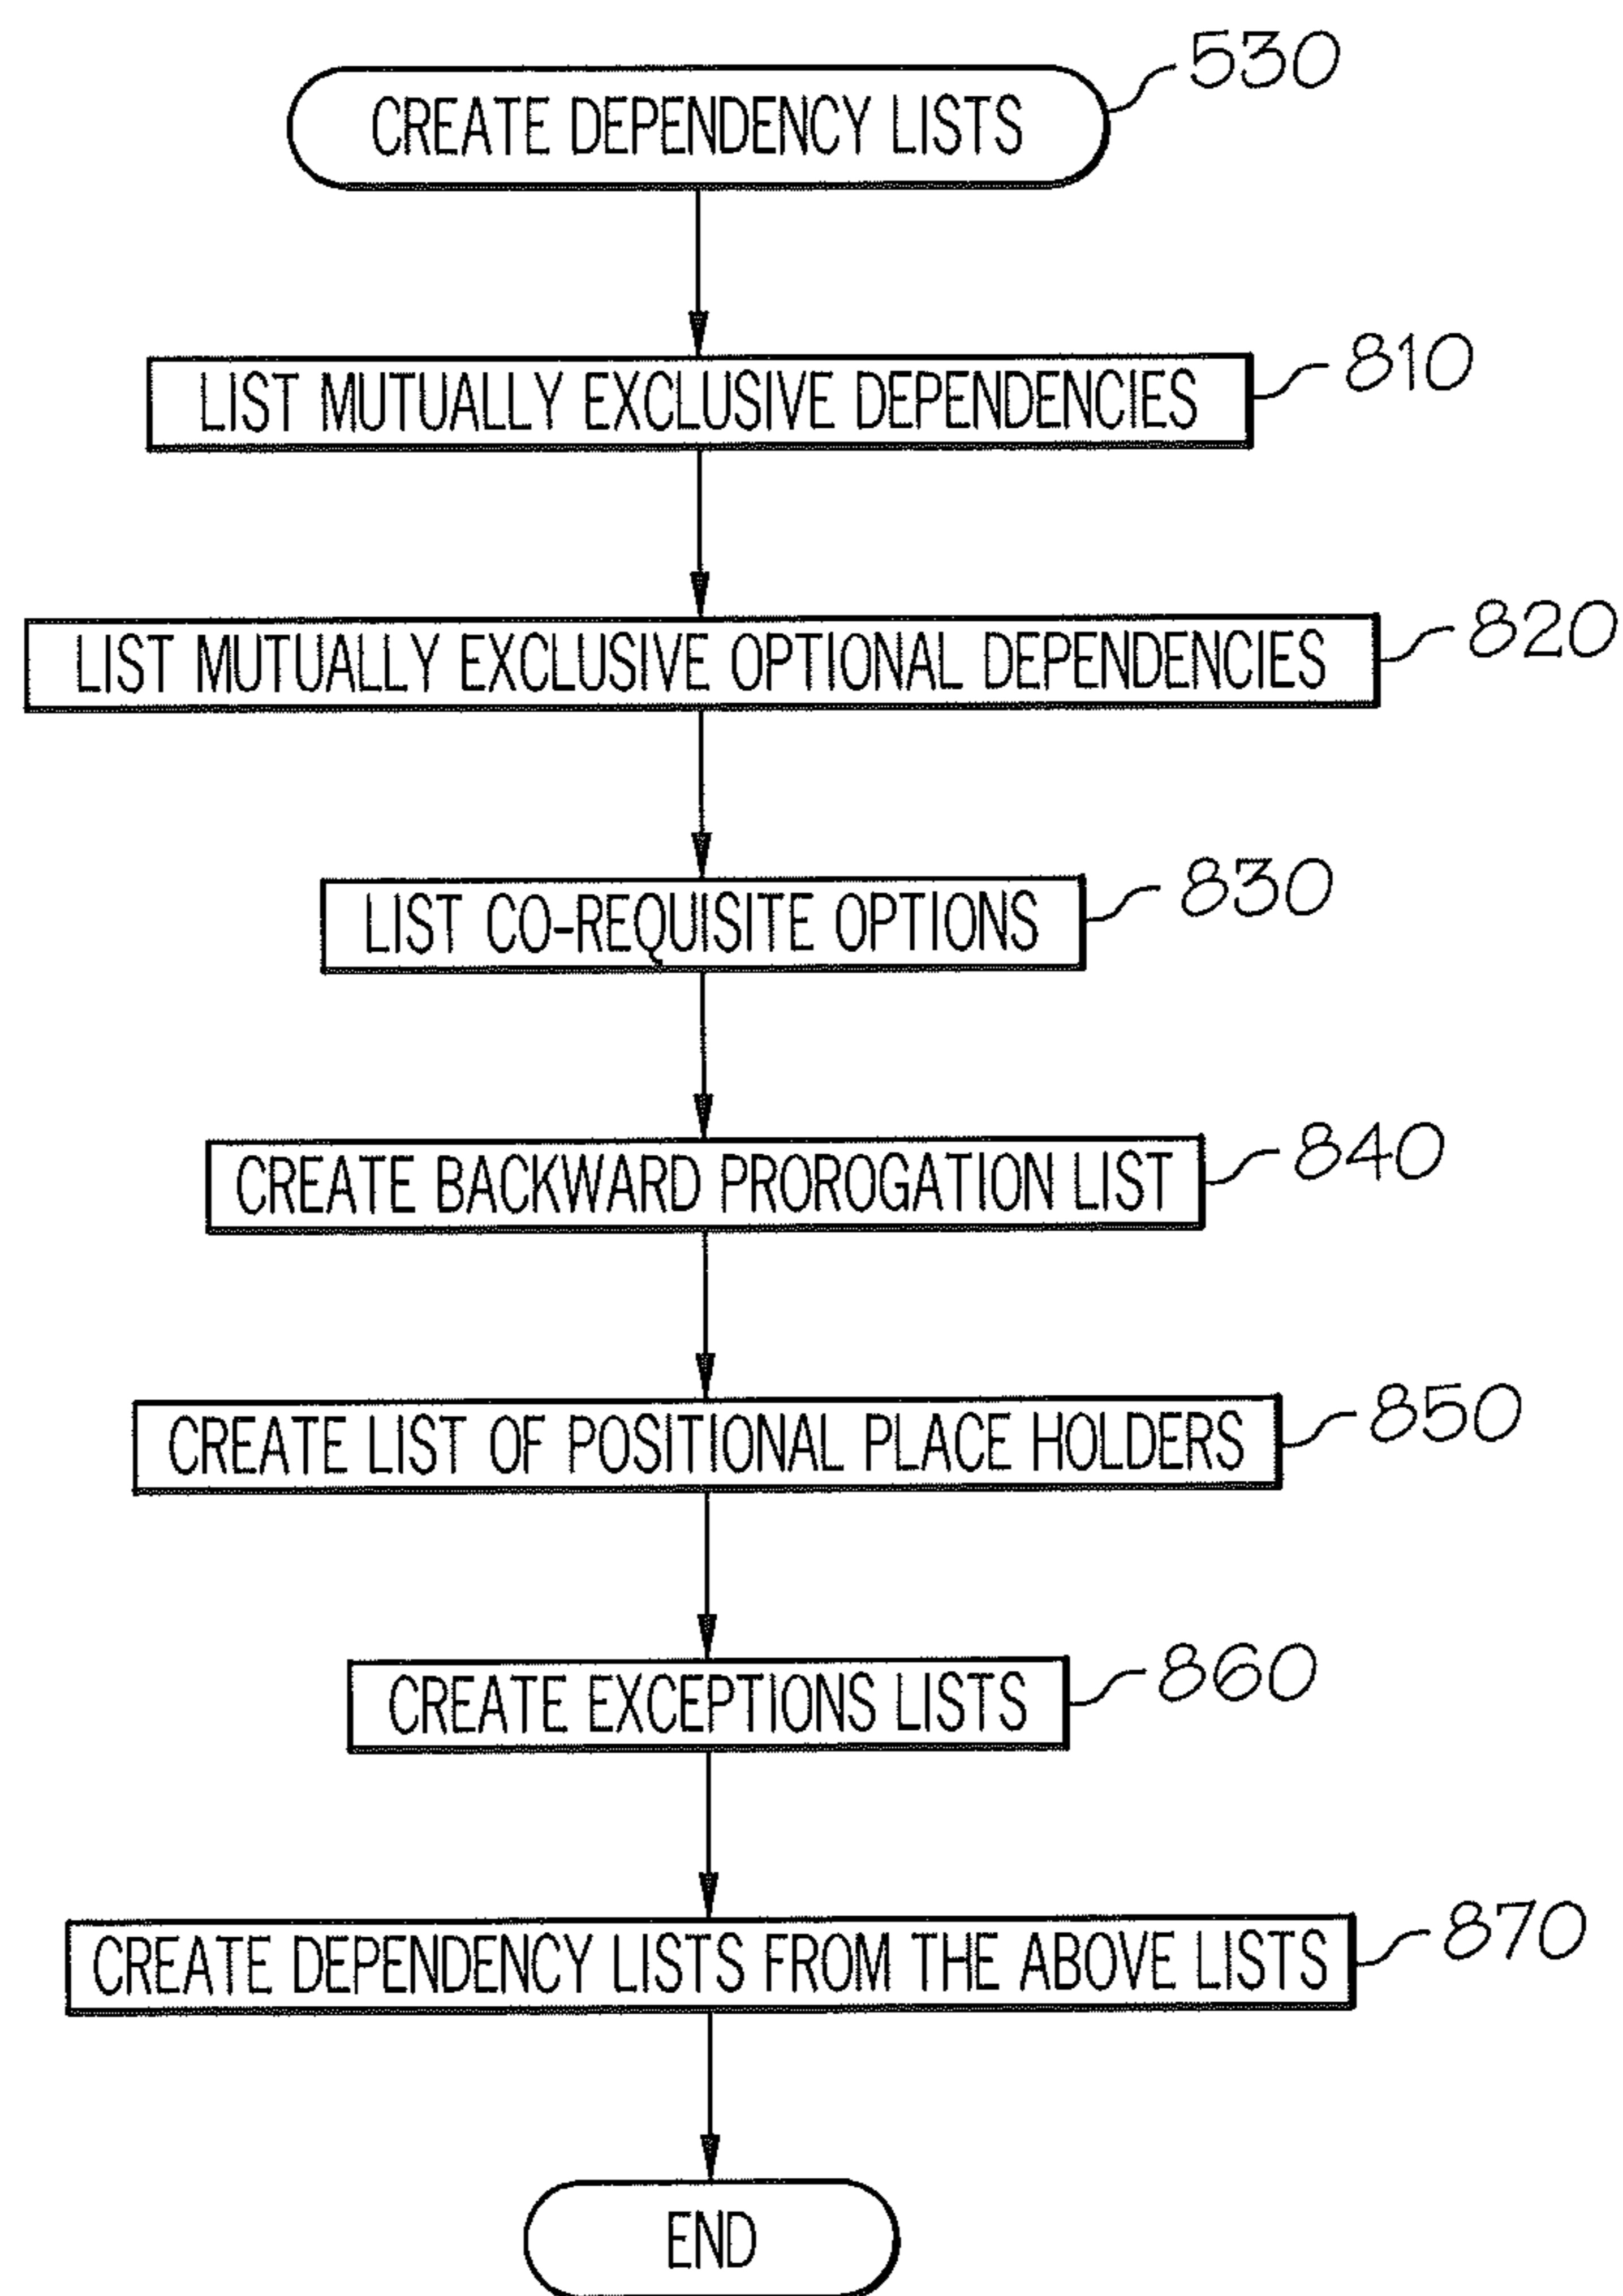 530
CREATE DEPENDENCY LISTS
810
LIST MUTUALLY EXCLUSIVE DEPENDENCIES
820
LIST MUTUALLY EXCLUSIVE OPTIONAL DEPENDENCIES
830
LIST CO-REQUISITE OPTIONS
840
CREATE BACKWARD PROROGATION LIST
850
CREATE LIST OF POSITIONAL PLACE HOLDERS
860
CREATE EXCEPTIONS LISTS
870
CREATE DEPENDENCY LISTS FROM THE ABOVE LISTS
END